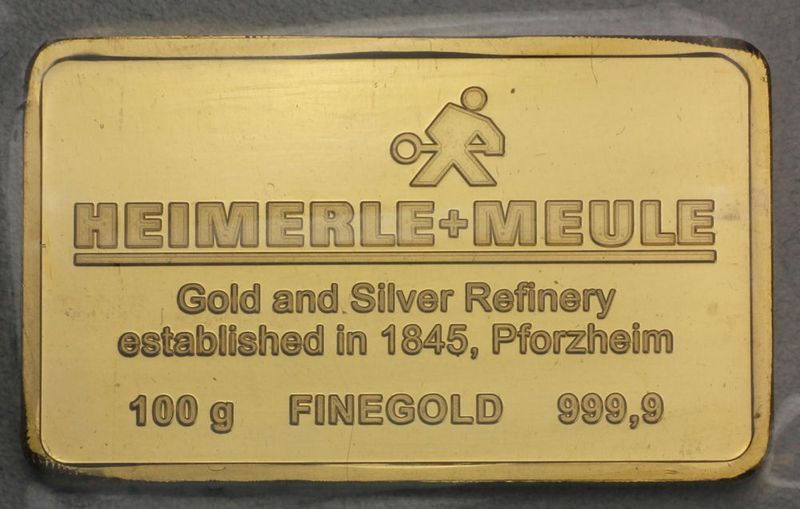 HEIMERLE+MEULE
Gold and Silver Refinery
established in 1845, Pforzheim
100 g FINEGOLD 999,9